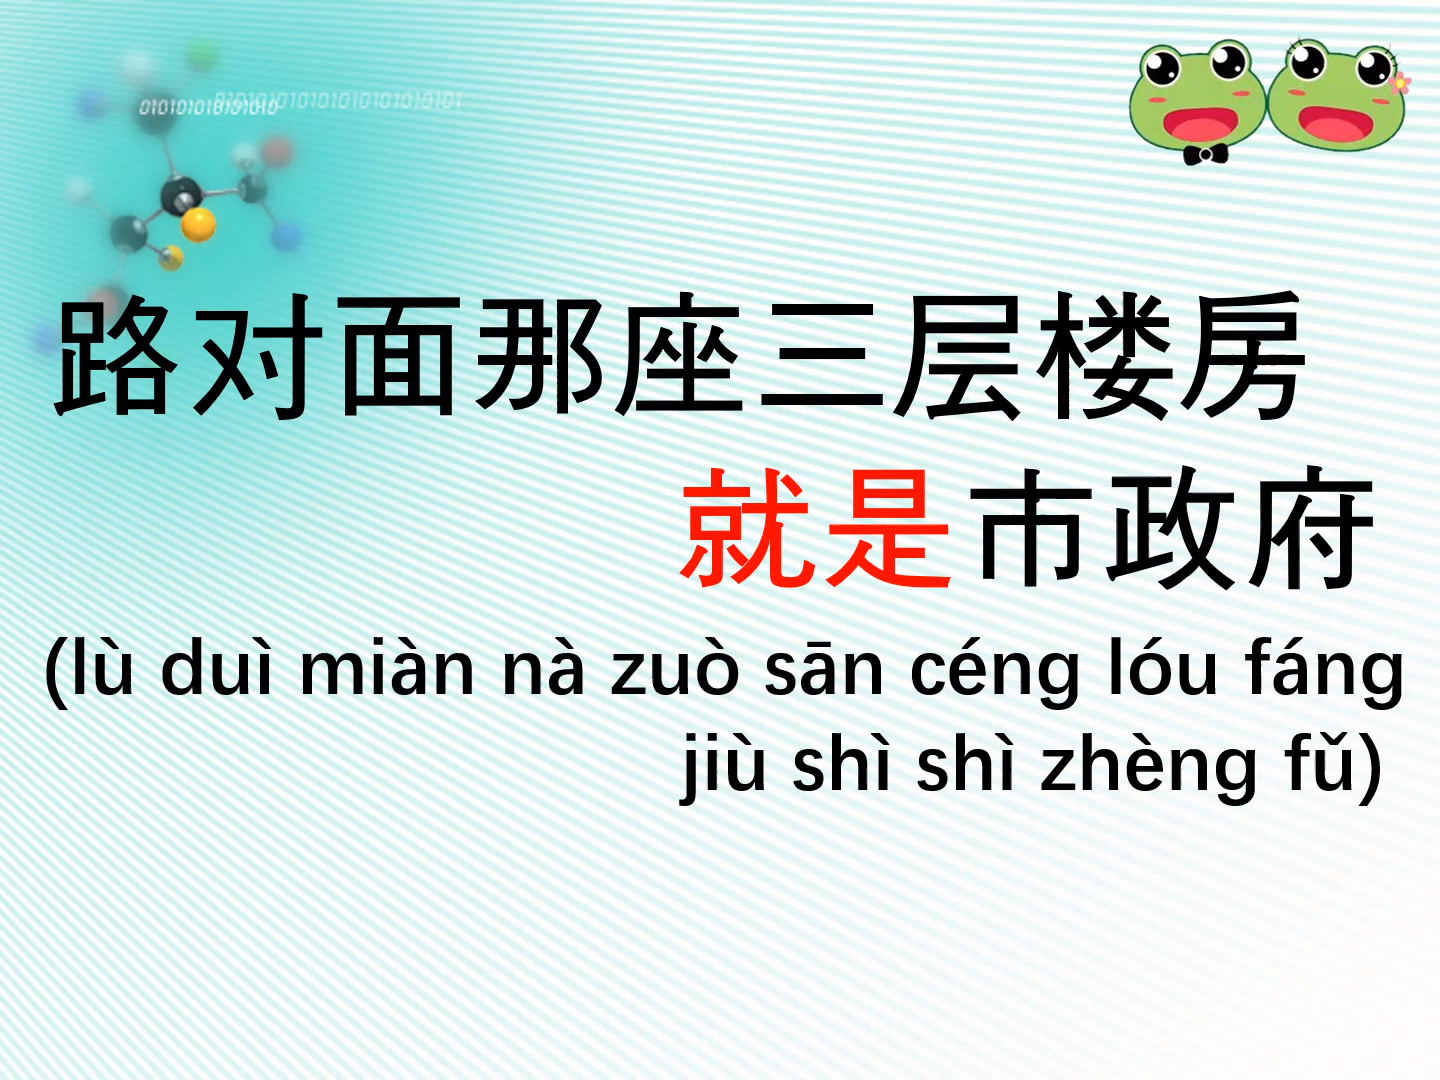 路对面那座三层楼房
就是市政府
(lù duì miàn nà zuò sān céng lóu fáng
jiù shì shì zhèng fǔ)